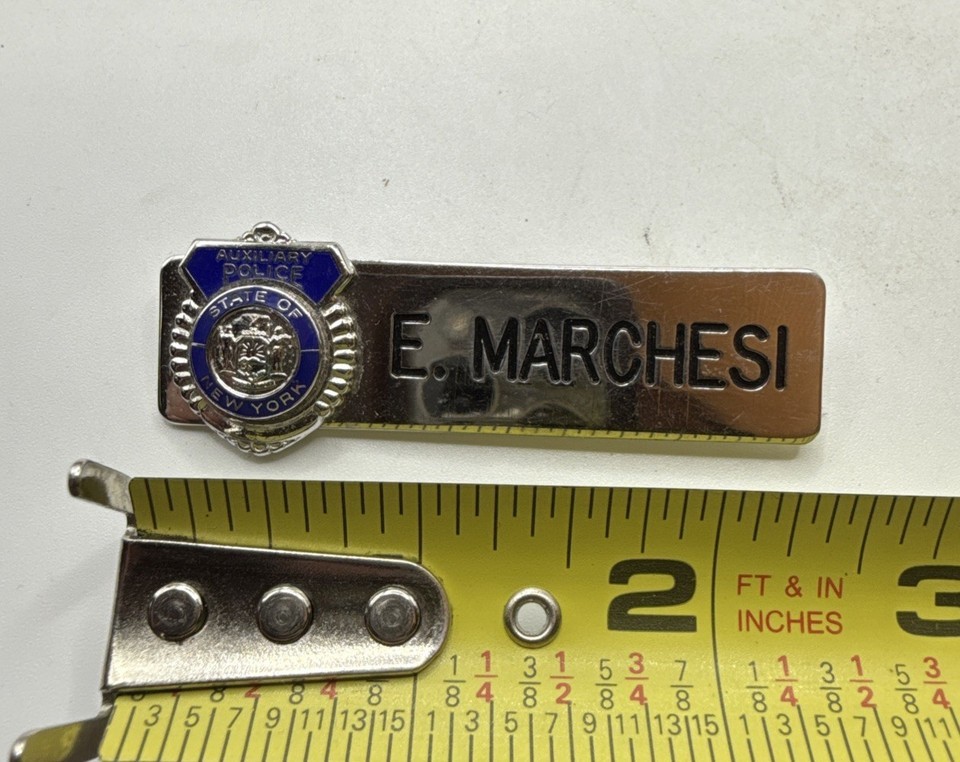 AUXILIARY
POLICE
STATE OF
NEW YORK
E. MARCHESI
2 FT & IN 3
INCHES
1/8 1/4 3/8 1/2 5/8 3/4 7/8 1/8 1/4 3/8 1/2 5/8 3/4
3 5 7 9 11 13 15 1 3 5 7 9 11 13 15 1 3 5 7 9 11